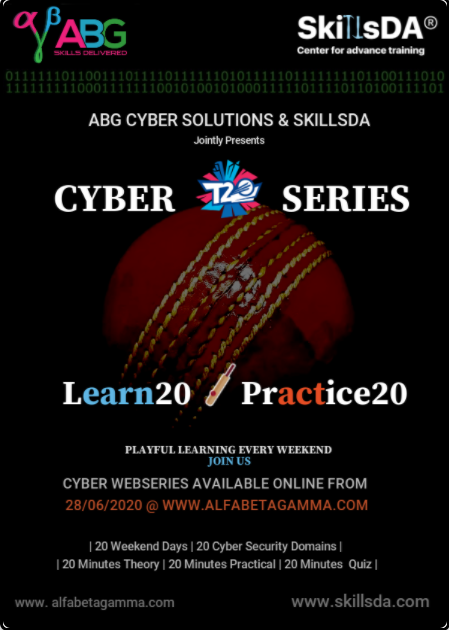 αγβ ABG
SKILLS DELIVERED
SkillsDA®
Center for advance training
ABG CYBER SOLUTIONS & SKILLSDA
Jointly Presents
CYBER T20 SERIES
Learn20 Practice20
PLAYFUL LEARNING EVERY WEEKEND
JOIN US
CYBER WEBSERIES AVAILABLE ONLINE FROM
28/06/2020 @ WWW.ALFABETAGAMMA.COM
| 20 Weekend Days | 20 Cyber Security Domains |
| 20 Minutes Theory | 20 Minutes Practical | 20 Minutes Quiz |
www. alfabetagamma.com
www.skillsda.com